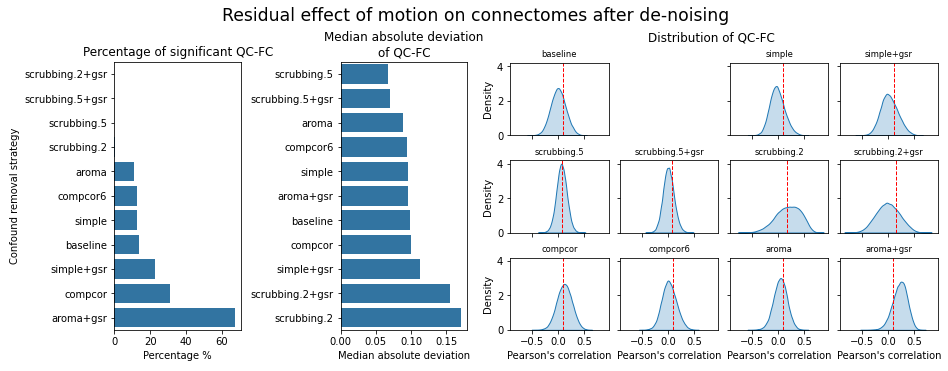 Residual effect of motion on connectomes after de-noising
Percentage of significant QC-FC
Confound removal strategy
scrubbing.2+gsr
scrubbing.5+gsr
scrubbing.5
scrubbing.2
aroma
compcor6
simple
baseline
simple+gsr
compcor
aroma+gsr
0 20 40 60
Percentage %
Median absolute deviation
of QC-FC
scrubbing.5
scrubbing.5+gsr
aroma
compcor6
simple
aroma+gsr
baseline
compcor
simple+gsr
scrubbing.2+gsr
scrubbing.2
0.00 0.05 0.10 0.15
Median absolute deviation
Distribution of QC-FC
baseline simple simple+gsr
4
2
0
Density
scrubbing.5 scrubbing.5+gsr scrubbing.2 scrubbing.2+gsr
4
2
0
Density
compcor compcor6 aroma aroma+gsr
4
2
0
Density
−0.5 0.0 0.5 −0.5 0.0 0.5 −0.5 0.0 0.5 −0.5 0.0 0.5
Pearson's correlation Pearson's correlation Pearson's correlation Pearson's correlation